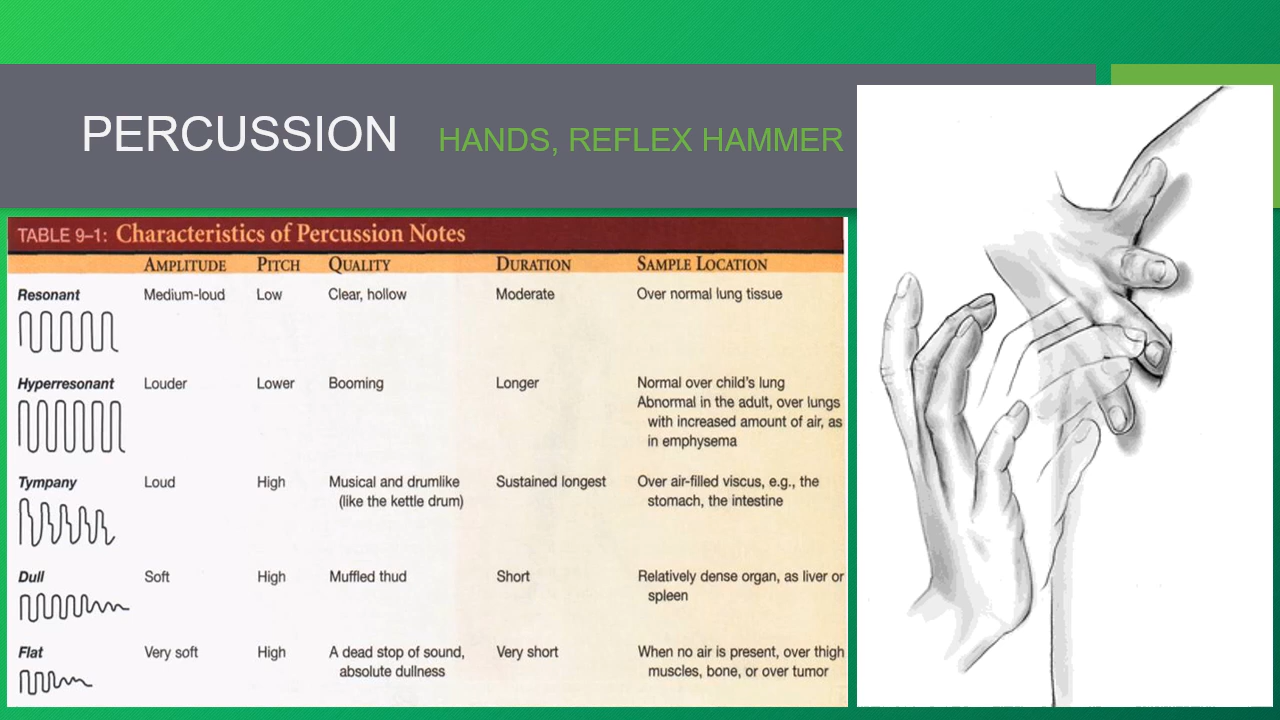 PERCUSSION HANDS, REFLEX HAMMER
TABLE 9–1: Characteristics of Percussion Notes
AMPLITUDE PITCH QUALITY DURATION SAMPLE LOCATION
Resonant Medium-loud Low Clear, hollow Moderate Over normal lung tissue
Hyperresonant Louder Lower Booming Longer Normal over child's lung
Abnormal in the adult, over lungs
with increased amount of air, as
in emphysema
Tympany Loud High Musical and drumlike Sustained longest Over air-filled viscus, e.g., the
(like the kettle drum) stomach, the intestine
Dull Soft High Muffled thud Short Relatively dense organ, as liver or
spleen
Flat Very soft High A dead stop of sound, Very short When no air is present, over thigh
absolute dullness muscles, bone, or over tumor